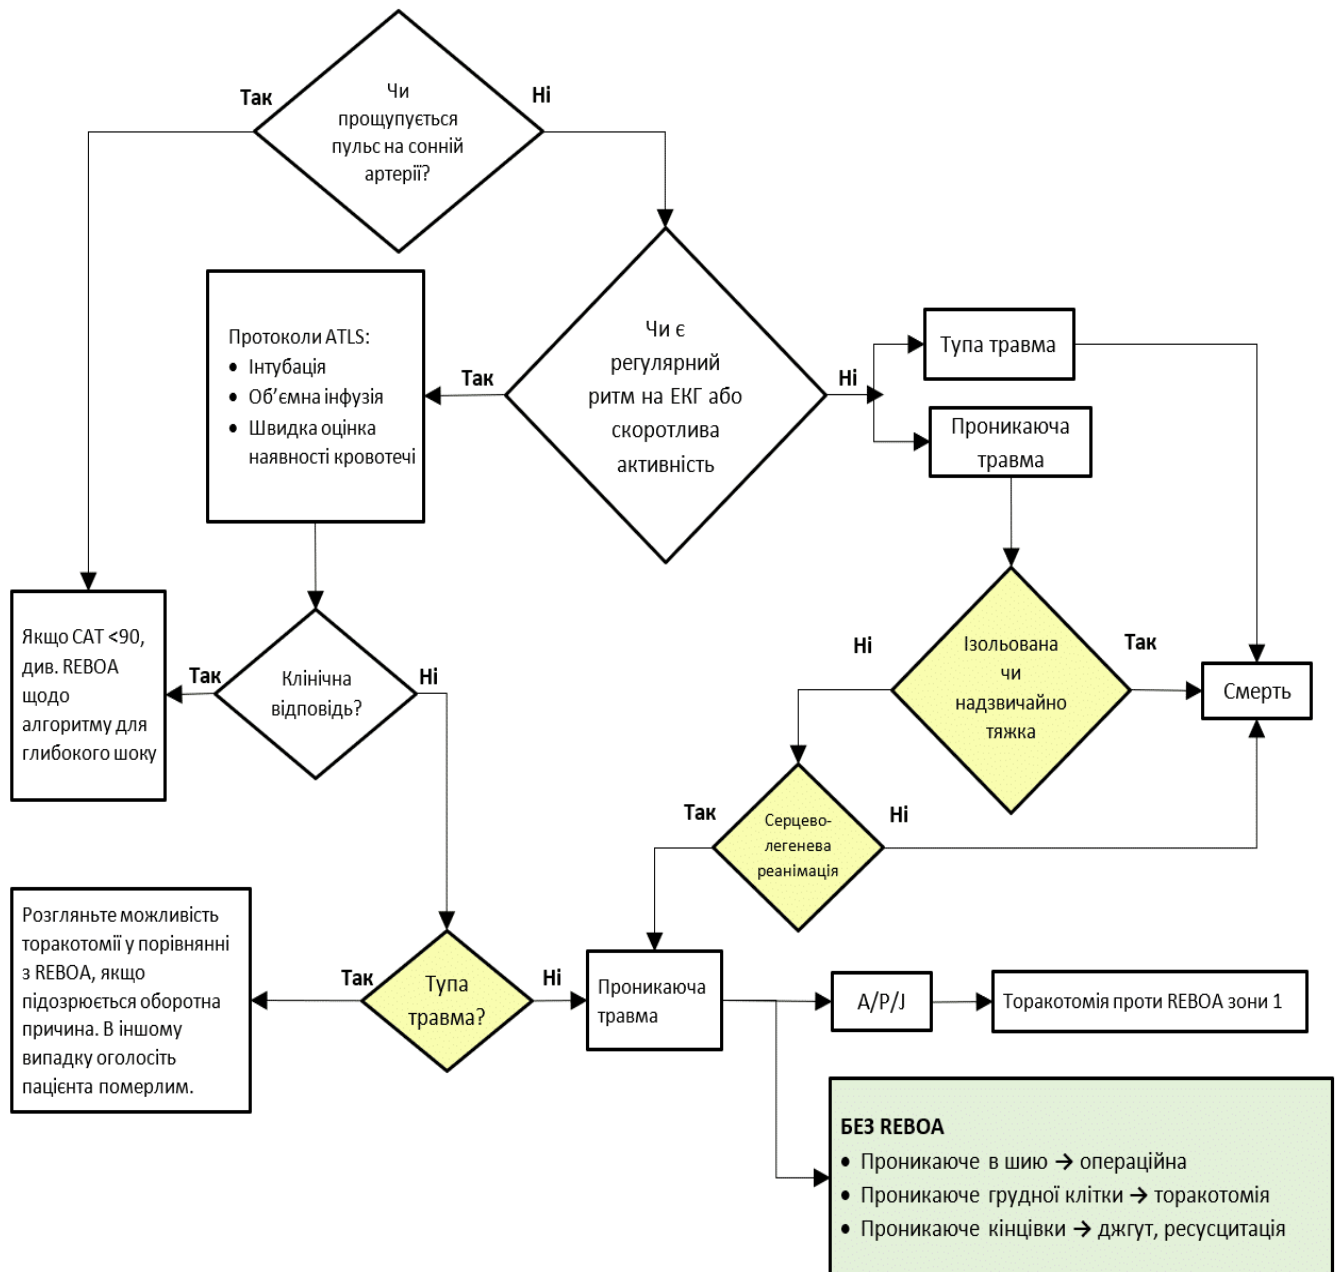 Чи
прощупується
пульс на сонній
артерії?
Так
Ні
Протоколи ATLS:
• Інтубація
• Об’ємна інфузія
• Швидка оцінка
наявності кровотечі
Так
Чи є
регулярний
ритм на ЕКГ або
скоротлива
активність
Ні
Тупа травма
Проникаюча
травма
Якщо САТ <90,
див. REBOA
щодо
алгоритму для
глибокого шоку
Так
Клінічна
відповідь?
Ні
Ні
Ізольована
чи
надзвичайно
тяжка
Так
Смерть
Так
Серцево-
легенева
реанімація
Ні
Розгляньте можливість
торакотомії у порівнянні
з REBOA, якщо
підозрюється оборотна
причина. В іншому
випадку оголосіть
пацієнта померлим.
Так
Тупа
травма?
Ні
Проникаюча
травма
A/P/J
Торакотомія проти REBOA зони 1
БЕЗ REBOA
• Проникаюче в шию → операційна
• Проникаюче грудної клітки → торакотомія
• Проникаюче кінцівки → джгут, ресусцитація